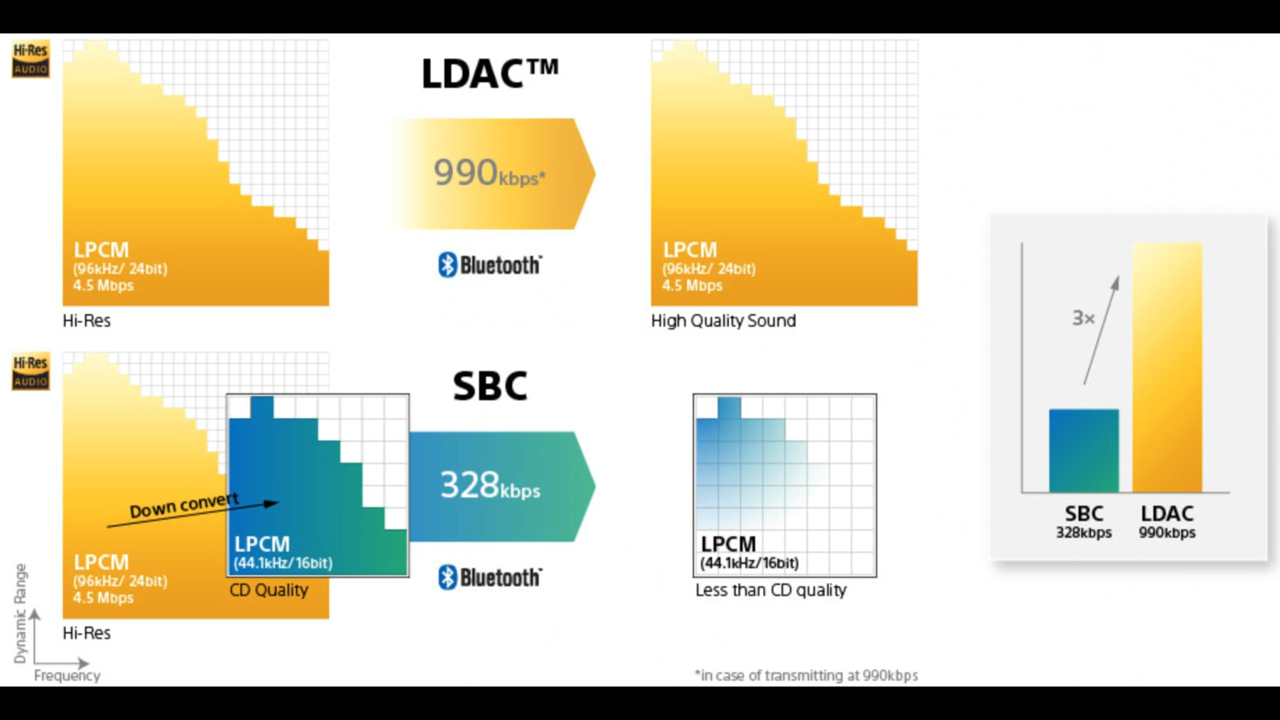 Hi-Res
AUDIO
LDAC™
990kbps*
Bluetooth™
LPCM
(96kHz/ 24bit)
4.5 Mbps
Hi-Res
LPCM
(96kHz/ 24bit)
4.5 Mbps
High Quality Sound
Hi-Res
AUDIO
SBC
328kbps
Bluetooth™
Down convert
LPCM
(96kHz/ 24bit)
4.5 Mbps
Hi-Res
LPCM
(44.1kHz/16bit)
CD Quality
LPCM
(44.1kHz/16bit)
Less than CD quality
Dynamic Range
Frequency
*in case of transmitting at 990kbps
3×
SBC
328kbps
LDAC
990kbps